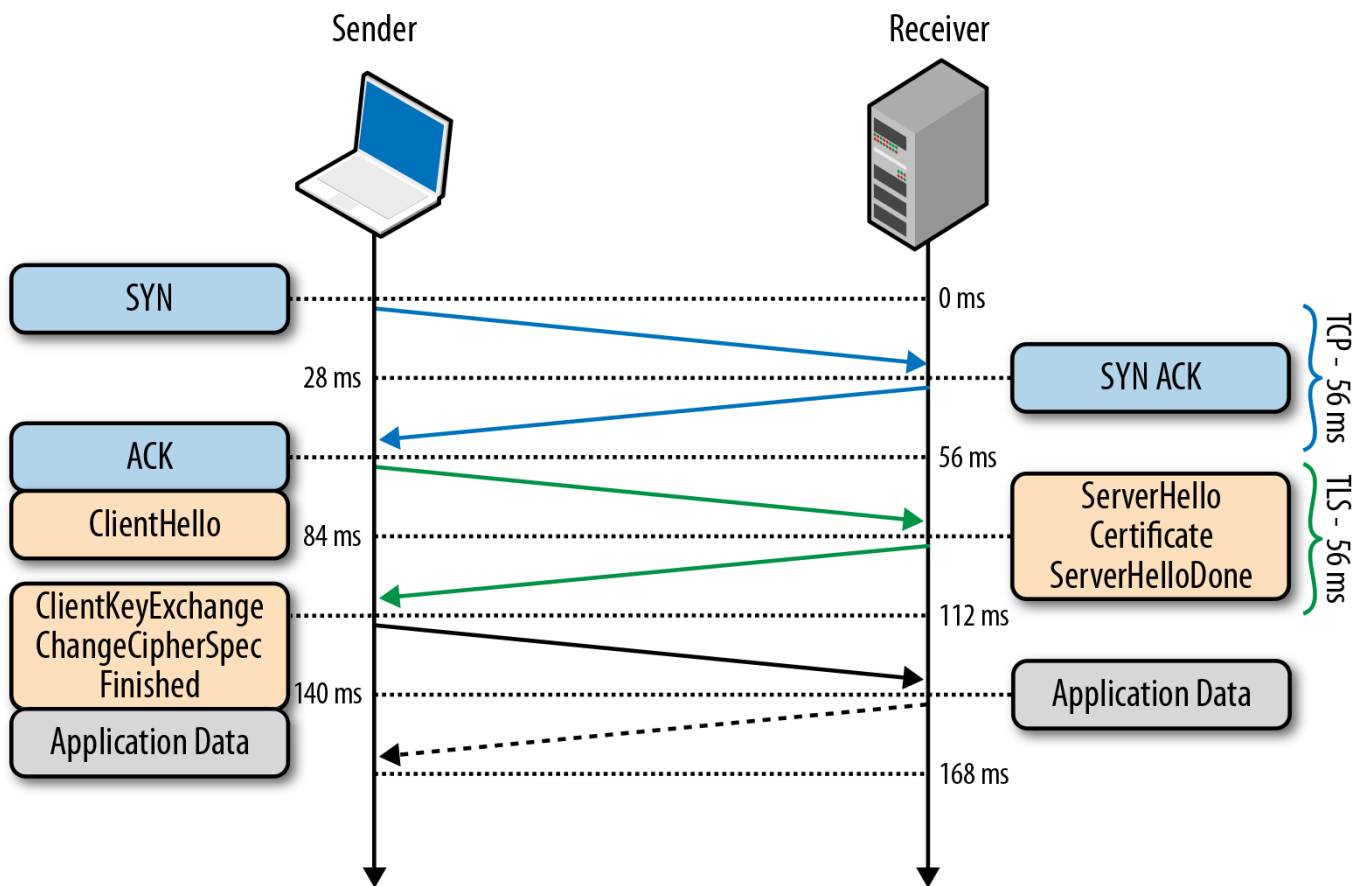 Sender
Receiver
SYN
0 ms
28 ms
SYN ACK
TCP - 56 ms
ACK
56 ms
ClientHello
84 ms
ServerHello
Certificate
ServerHelloDone
TLS - 56 ms
ClientKeyExchange
ChangeCipherSpec
Finished
112 ms
140 ms
Application Data
Application Data
168 ms